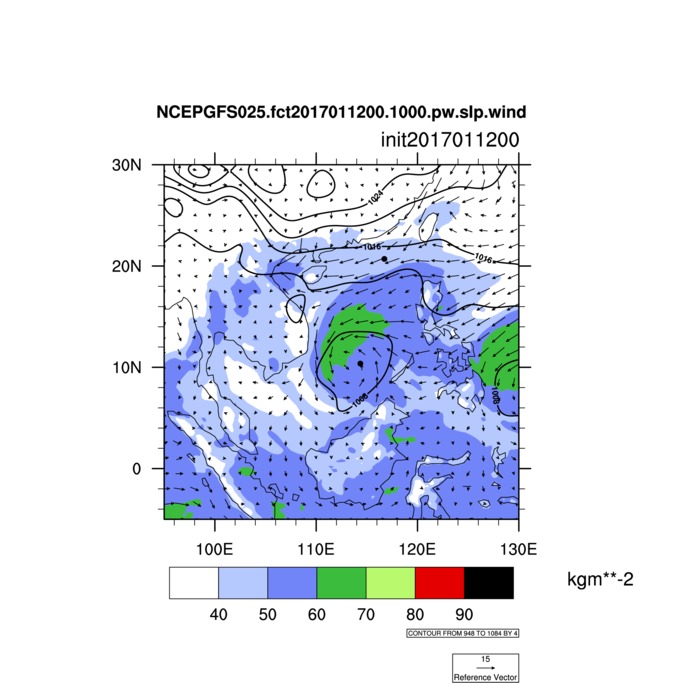 NCEPGFS025.fct2017011200.1000.pw.slp.wind
init2017011200
30N
1024
1016
1016
20N
10N
1008
1008
0
100E 110E 120E 130E
kgm**-2
40 50 60 70 80 90
CONTOUR FROM 948 TO 1084 BY 4
15
Reference Vector